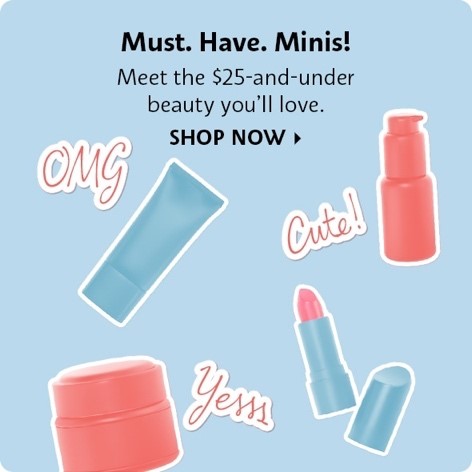 Must. Have. Minis!
Meet the $25-and-under
beauty you’ll love.
SHOP NOW
OMG
Cute!
Yesss